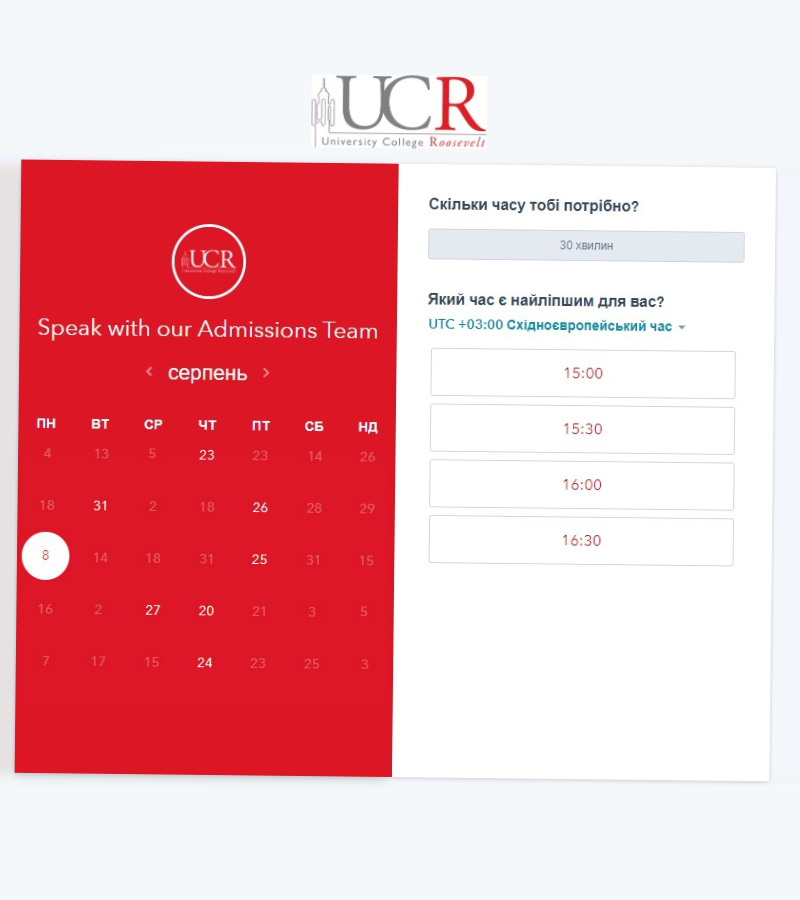 UCR
University College Roosevelt
UCR
University College Roosevelt
Speak with our Admissions Team
серпень
ПН ВТ СР ЧТ ПТ СБ НД
4 13 5 23 23 14 26
18 31 2 18 26 28 29
8 14 18 31 25 31 15
16 2 27 20 21 3 5
7 17 15 24 23 25 3
Скільки часу тобі потрібно?
30 хвилин
Який час є найліпшим для вас?
UTC +03:00 Східноєвропейський час
15:00
15:30
16:00
16:30